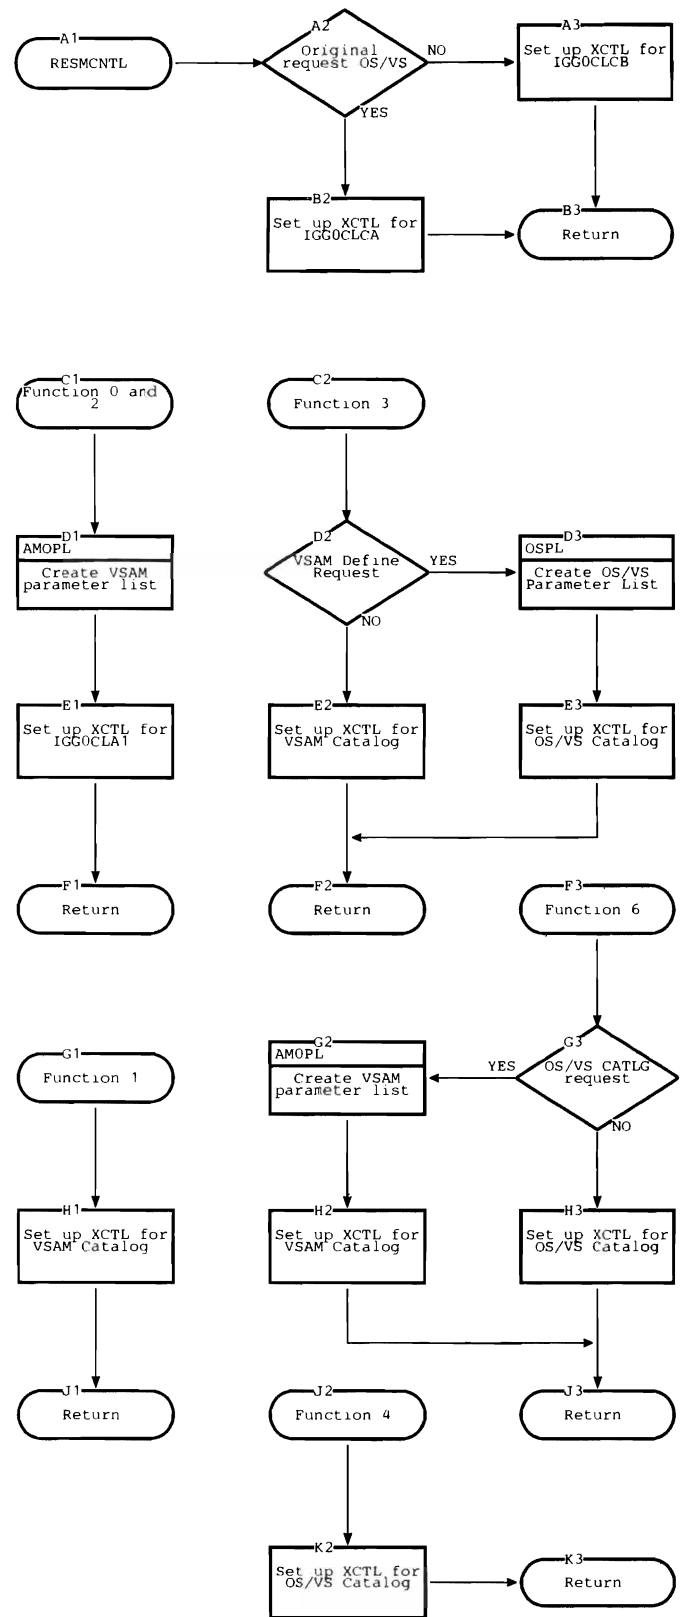 A1
RESMCNTL
A2
Original
request OS/VS
NO
YES
A3
Set up XCTL for
IGG0CLCB
B2
Set up XCTL for
IGG0CLCA
B3
Return
C1
Function 0 and
2
C2
Function 3
D1
AMOPL
Create VSAM
parameter list
D2
VSAM Define
Request
YES
NO
D3
OSPL
Create OS/VS
Parameter List
E1
Set up XCTL for
IGG0CLA1
E2
Set up XCTL for
VSAM Catalog
E3
Set up XCTL for
OS/VS Catalog
F1
Return
F2
Return
F3
Function 6
G1
Function 1
G2
AMOPL
Create VSAM
parameter list
YES
G3
OS/VS CATLG
request
NO
H1
Set up XCTL for
VSAM Catalog
H2
Set up XCTL for
VSAM Catalog
H3
Set up XCTL for
OS/VS Catalog
J1
Return
J2
Function 4
J3
Return
K2
Set up XCTL for
OS/VS Catalog
K3
Return